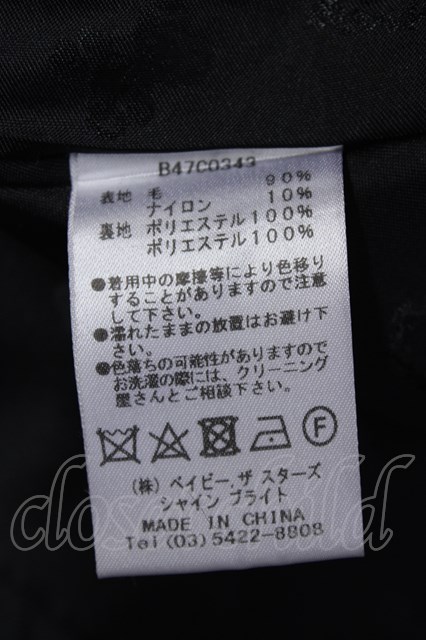 B47C0343
表地 毛 90%
ナイロン 10%
裏地 ポリエステル100%
ポリエステル100%
●着用中の摩擦等により色移り
することがありますので注意
して下さい。
●濡れたままの放置はお避け下
さい。
●色落ちの可能性がありますので
お洗濯の際には、クリーニング
屋さんとご相談下さい。
F
(株) ベイビー,ザ スターズ
シャイン ブライト
MADE IN CHINA
Tel (03) 5422-8808
closet child